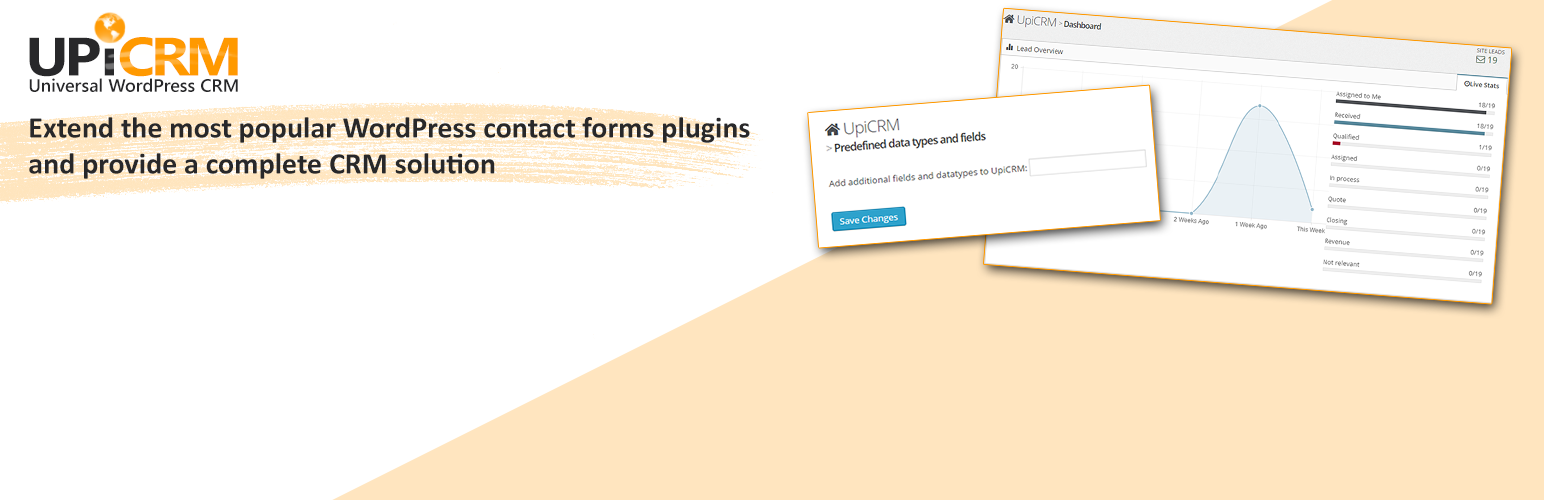 UPiCRM
Universal WordPress CRM
Extend the most popular WordPress contact forms plugins
and provide a complete CRM solution
UpiCRM
> Predefined data types and fields
Add additional fields and datatypes to UpiCRM:
Save Changes
UpiCRM > Dashboard
SITE LEADS
19
Lead Overview
Live Stats
20
2 Weeks Ago
1 Week Ago
This Week
Assigned to Me 18/19
Received 18/19
Qualified 1/19
Assigned 0/19
In process 0/19
Quote 0/19
Closing 0/19
Revenue 0/19
Not relevant 0/19